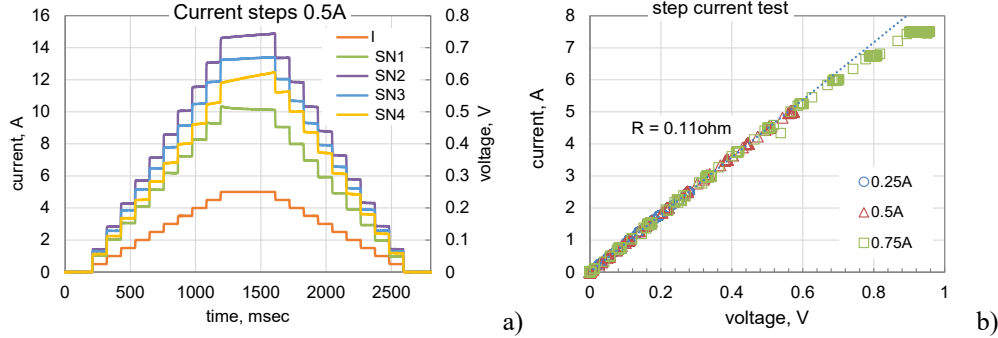 Current steps 0.5A
current, A
16
14
12
10
8
6
4
2
0
0.8
0.7
0.6
0.5
0.4
0.3
0.2
0.1
0
voltage, V
I
SN1
SN2
SN3
SN4
0 500 1000 1500 2000 2500
time, msec
a)
step current test
current, A
8
7
6
5
4
3
2
1
0
R = 0.11ohm
0.25A
0.5A
0.75A
0 0.2 0.4 0.6 0.8 1
voltage, V
b)